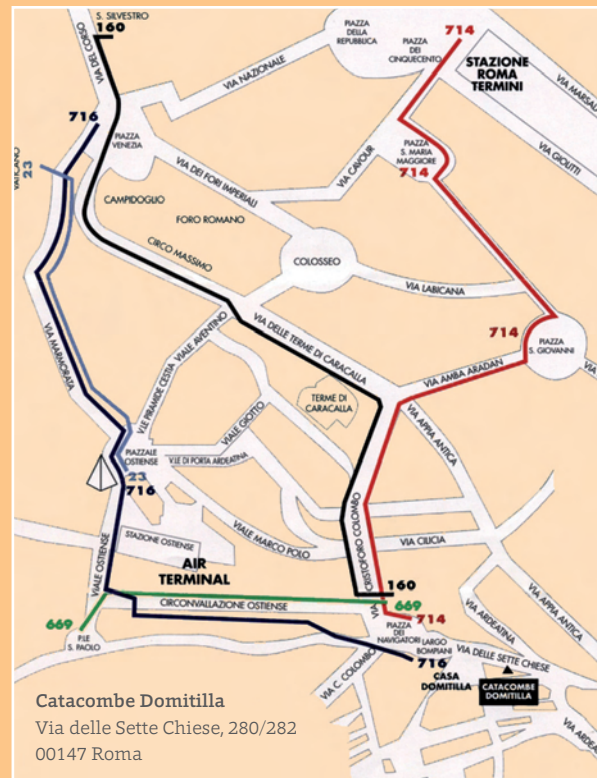 S. SILVESTRO
160
VIA DEL CORSO
PIAZZA
DELLA
REPUBBLICA
PIAZZA
DEI
CINQUECENTO
714
STAZIONE
ROMA
TERMINI
VIA MARSALA
VIA GIOLITTI
VIA NAZIONALE
716
PIAZZA
VENEZIA
VATICANO
23
VIA DEI FORI IMPERIALI
VIA CAVOUR
PIAZZA
S. MARIA
MAGGIORE
714
CAMPIDOGLIO
FORO ROMANO
CIRCO MASSIMO
COLOSSEO
VIA LABICANA
714
PIAZZA
S. GIOVANNI
VIA MARMORATA
VIALE AVENTINO
VIA DELLE TERME DI CARACALLA
VIA AMBA ARADAN
V.LE PIRAMIDE CESTIA
TERME DI
CARACALLA
VIALE GIOTTO
VIA APPIA ANTICA
PIAZZALE
OSTIENSE
V.LE DI PORTA ARDEATINA
23
716
VIALE MARCO POLO
VIA CILICIA
STAZIONE OSTIENSE
VIALE OSTIENSE
AIR
TERMINAL
VIA CRISTOFORO COLOMBO
160
CIRCONVALLAZIONE OSTIENSE
669
669
714
P.LE
S. PAOLO
PIAZZA
DEI
NAVIGATORI
LARGO
BOMPIANI
VIA ARDEATINA
VIA APPIA ANTICA
VIA DELLE SETTE CHIESE
VIA C. COLOMBO
716
CASA
DOMITILLA
CATACOMBE
DOMITILLA
Catacombe Domitilla
Via delle Sette Chiese, 280/282
00147 Roma